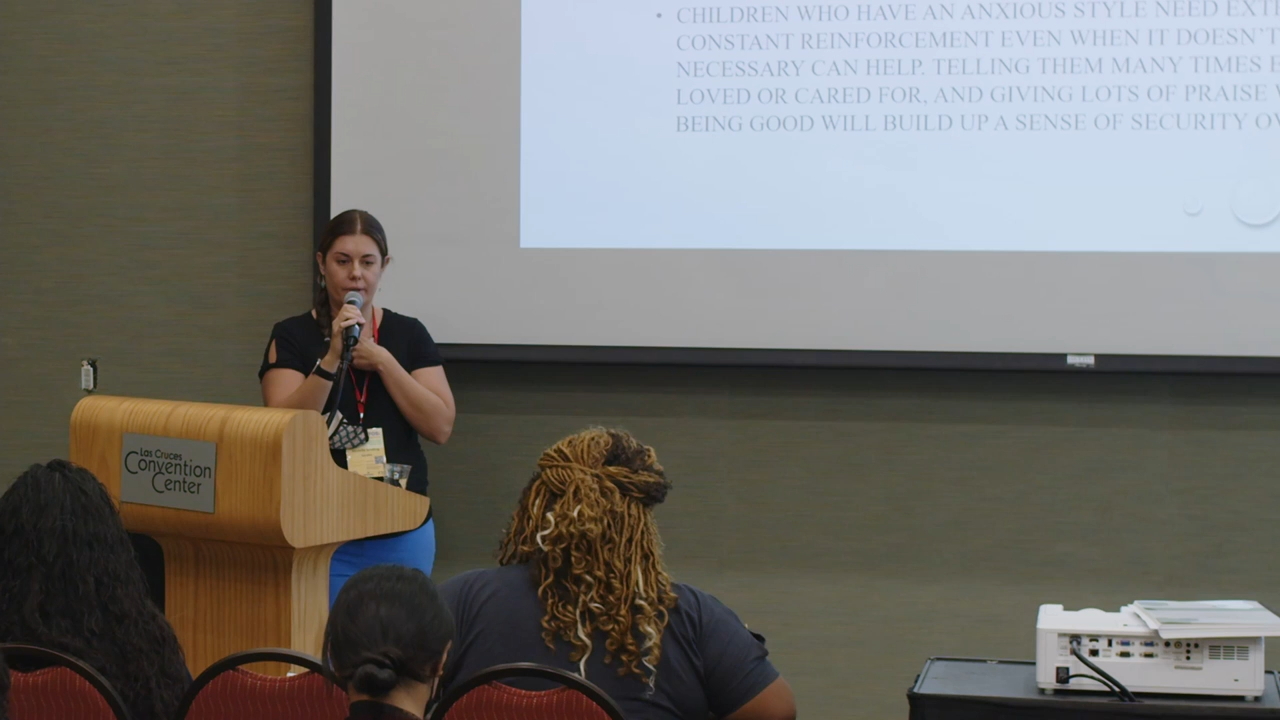 • CHILDREN WHO HAVE AN ANXIOUS STYLE NEED
CONSTANT REINFORCEMENT EVEN WHEN IT DOESN'T
NECESSARY CAN HELP. TELLING THEM MANY TIMES
LOVED OR CARED FOR, AND GIVING LOTS OF PRAISE
BEING GOOD WILL BUILD UP A SENSE OF SECURITY
Las Cruces
Convention
Center